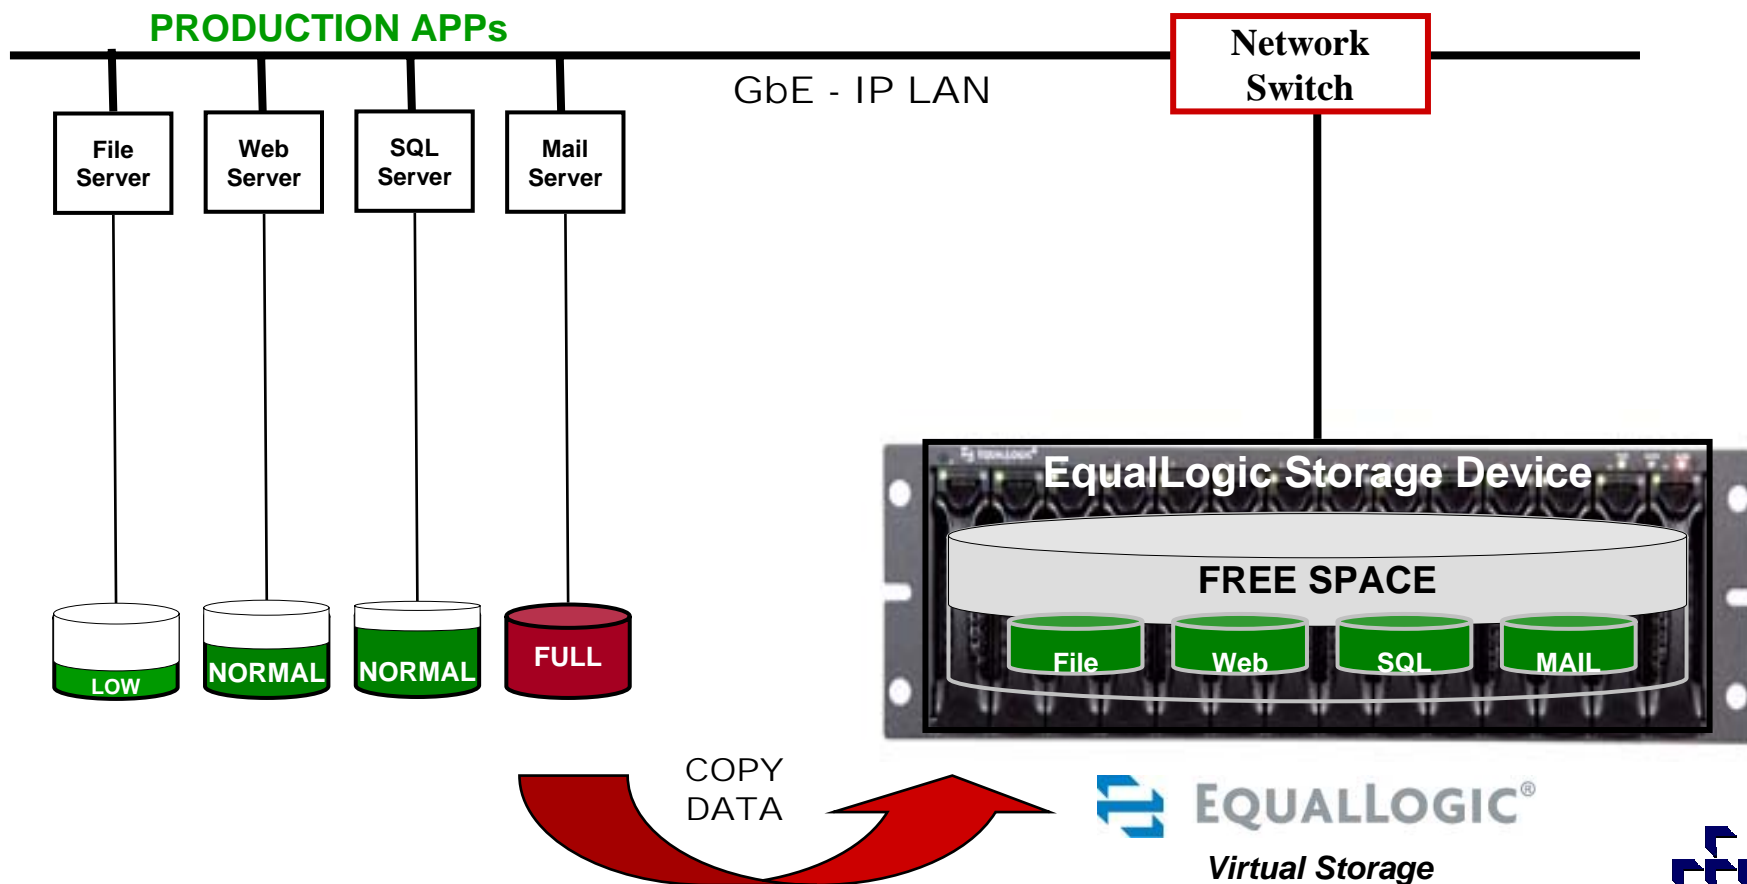 PRODUCTION APPs
Network
Switch
GbE - IP LAN
File
Server
Web
Server
SQL
Server
Mail
Server
EQUALLOGIC®
EqualLogic Storage Device
FREE SPACE
File
Web
SQL
MAIL
LOW
NORMAL
NORMAL
FULL
COPY
DATA
EQUALLOGIC®
Virtual Storage